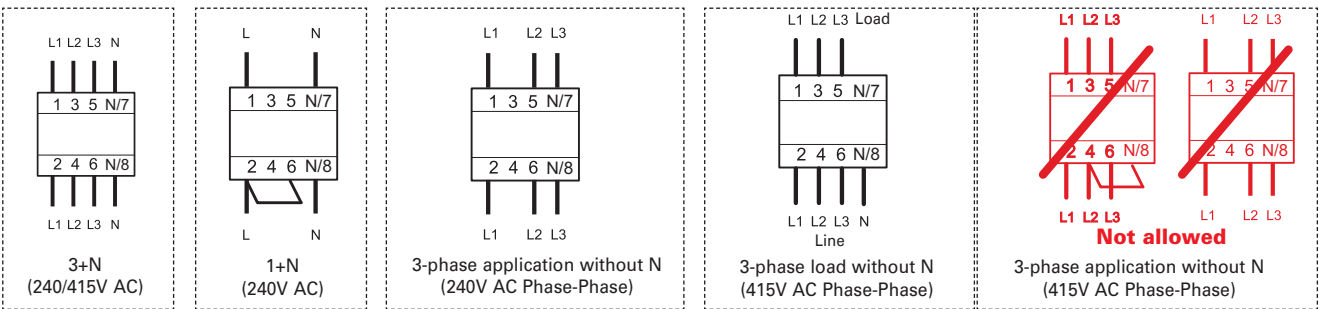 L1 L2 L3 N
1 3 5 N/7
2 4 6 N/8
L1 L2 L3 N
3+N
(240/415V AC)
L N
1 3 5 N/7
2 4 6 N/8
L N
1+N
(240V AC)
L1 L2 L3
1 3 5 N/7
2 4 6 N/8
L1 L2 L3
3-phase application without N
(240V AC Phase-Phase)
L1 L2 L3 Load
1 3 5 N/7
2 4 6 N/8
L1 L2 L3 N
Line
3-phase load without N
(415V AC Phase-Phase)
L1 L2 L3
1 3 5 N/7
2 4 6 N/8
L1 L2 L3
L1 L2 L3
1 3 5 N/7
2 4 6 N/8
L1 L2 L3
Not allowed
3-phase application without N
(415V AC Phase-Phase)